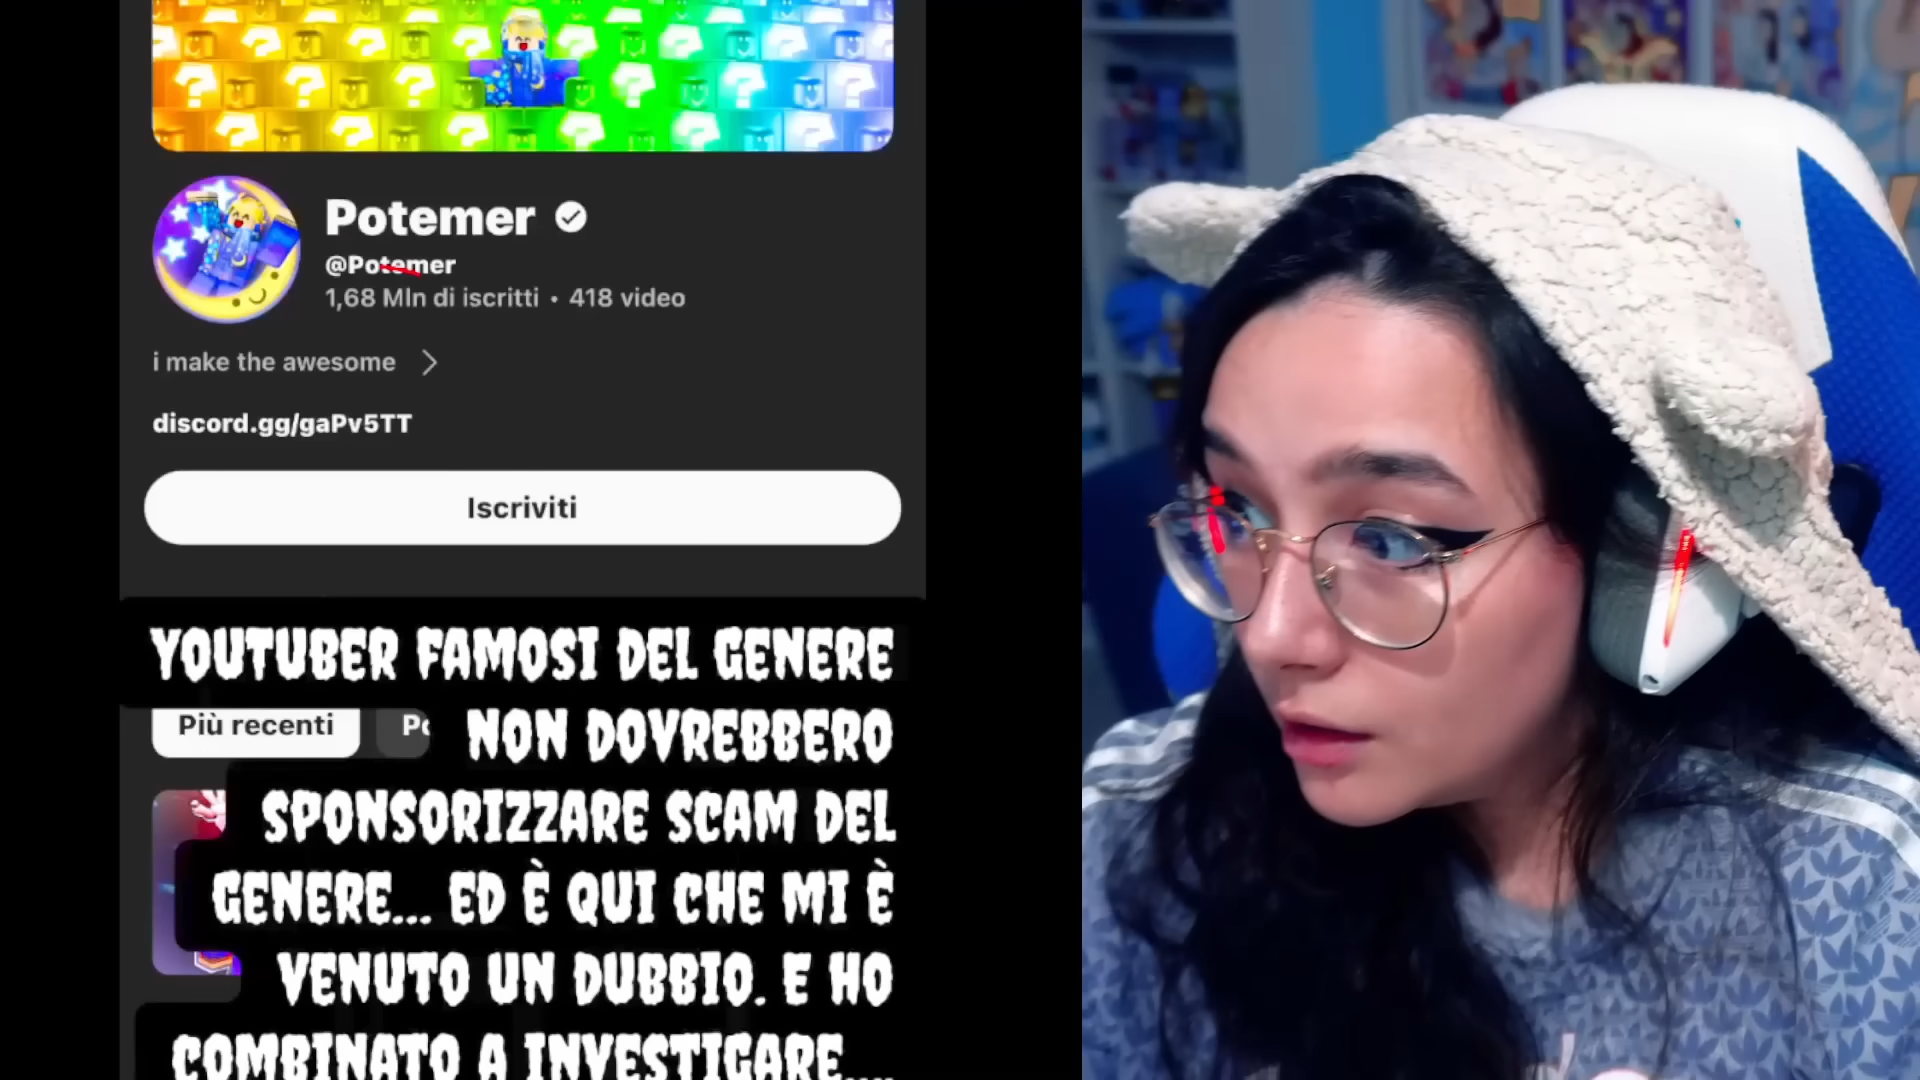 Potemer
@Potemer
1,68 Mln di iscritti • 418 video
i make the awesome
discord.gg/gaPv5TT
Iscriviti
YOUTUBER FAMOSI DEL GENERE
Più recenti
NON DOVREBBERO
SPONSORIZZARE SCAM DEL
GENERE... ED È QUI CHE MI È
VENUTO UN DUBBIO. E HO
COMBINATO A INVESTIGARE....